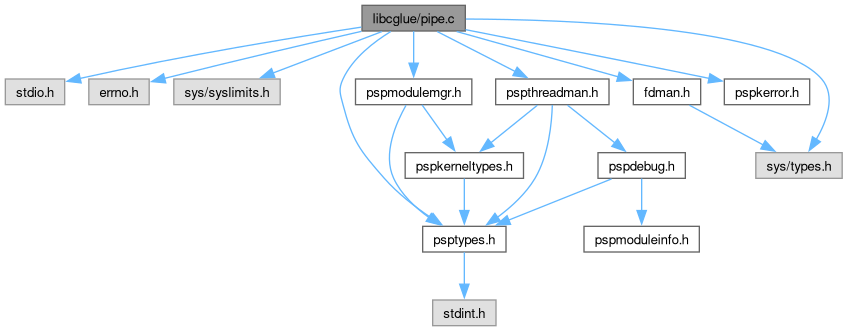 libcglue/pipe.c
stdio.h
errno.h
sys/syslimits.h
pspmodulemgr.h
pspthreadman.h
fdman.h
pspkerror.h
pspkerneltypes.h
pspdebug.h
sys/types.h
psptypes.h
pspmoduleinfo.h
stdint.h